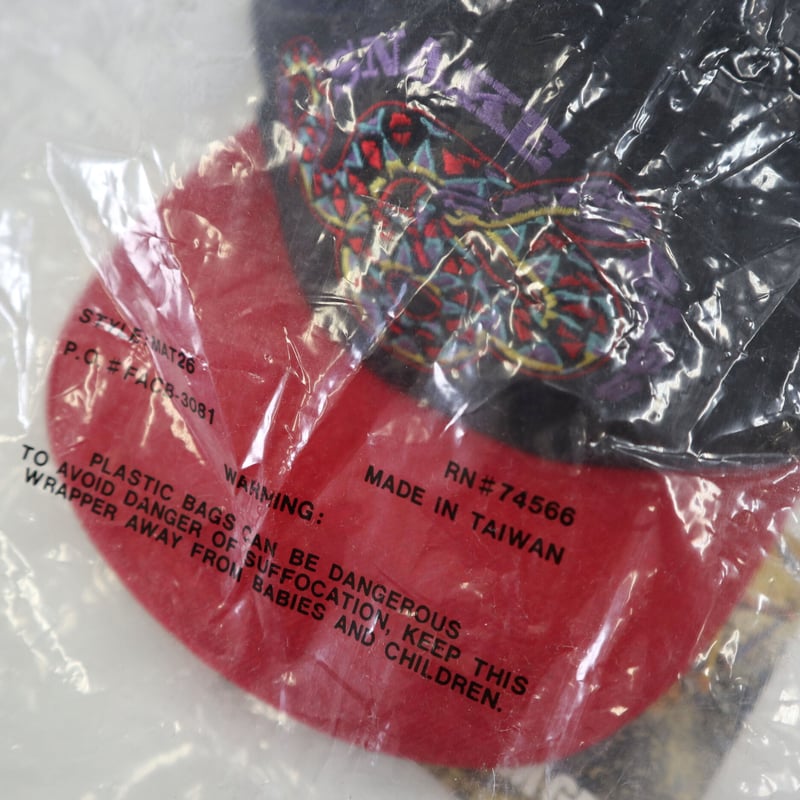 SNAKE
STYLE:MAT26
P.O.#FACB-3081
RN#74566
MADE IN TAIWAN
WARNING:
PLASTIC BAGS CAN BE DANGEROUS
TO AVOID DANGER OF SUFFOCATION, KEEP THIS
WRAPPER AWAY FROM BABIES AND CHILDREN.